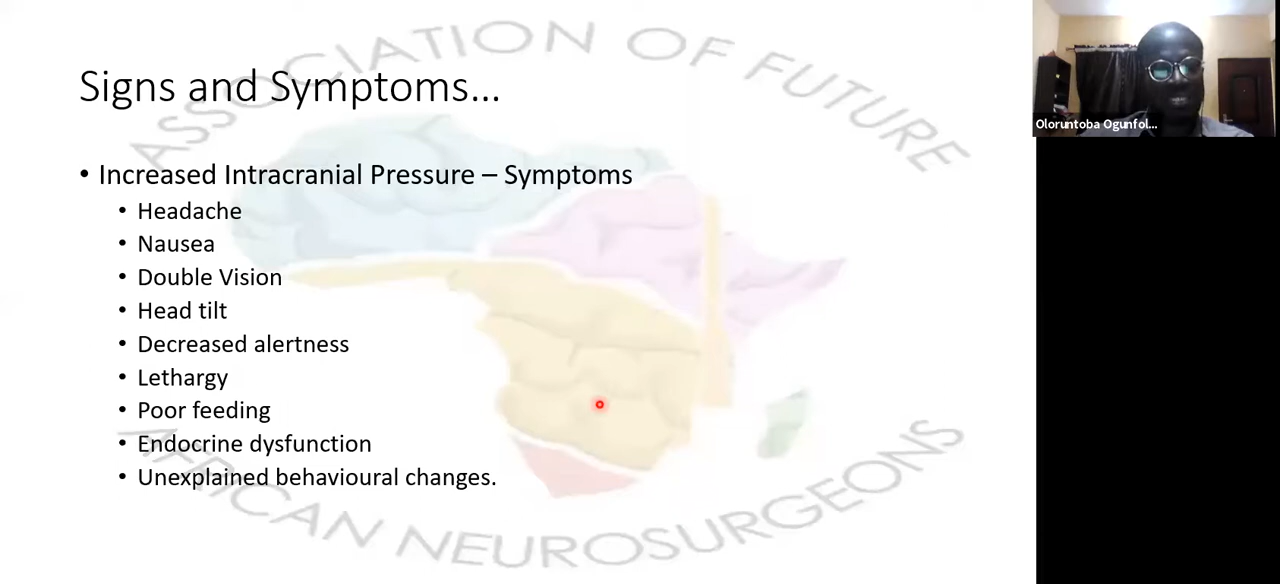 ASSOCIATION OF FUTURE
Signs and Symptoms...
• Increased Intracranial Pressure – Symptoms
• Headache
• Nausea
• Double Vision
• Head tilt
• Decreased alertness
• Lethargy
• Poor feeding
• Endocrine dysfunction
• Unexplained behavioural changes.
AFRICAN NEUROSURGEONS
Oloruntoba Ogunfol...